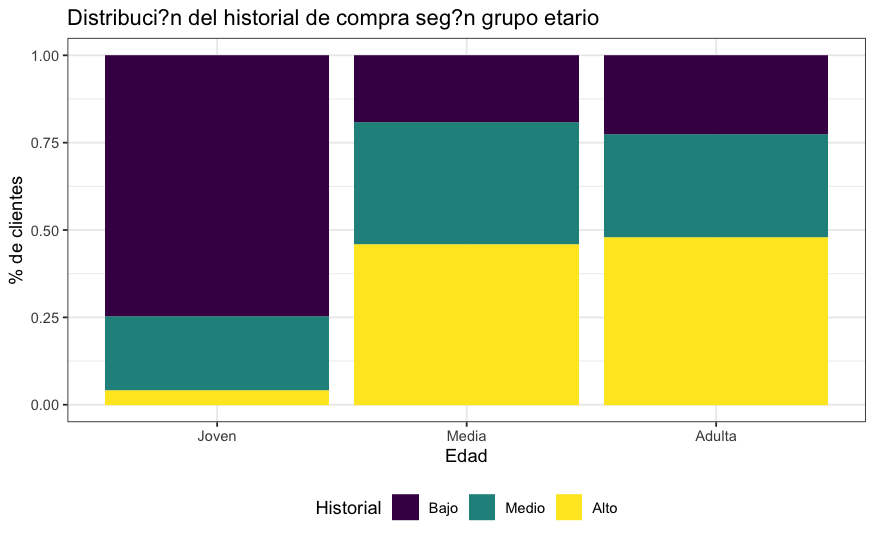 Distribuci?n del historial de compra seg?n grupo etario
% de clientes
1.00
0.75
0.50
0.25
0.00
Joven Media Adulta
Edad
Historial Bajo Medio Alto